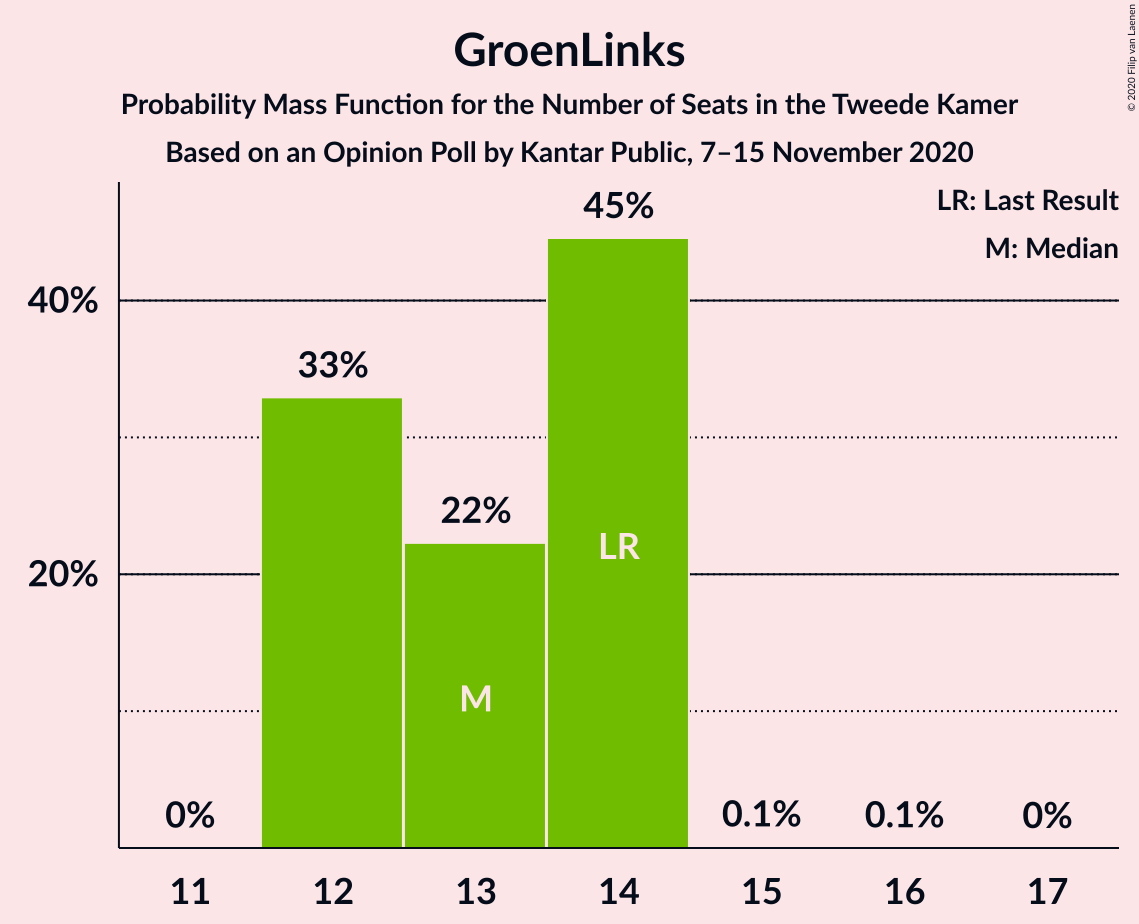 GroenLinks
Probability Mass Function for the Number of Seats in the Tweede Kamer
Based on an Opinion Poll by Kantar Public, 7–15 November 2020
© 2020 Filip van Laenen
LR: Last Result
M: Median
45%
40%
33%
22%
LR
20%
M
0%
0.1%
0.1%
0%
11
12
13
14
15
16
17